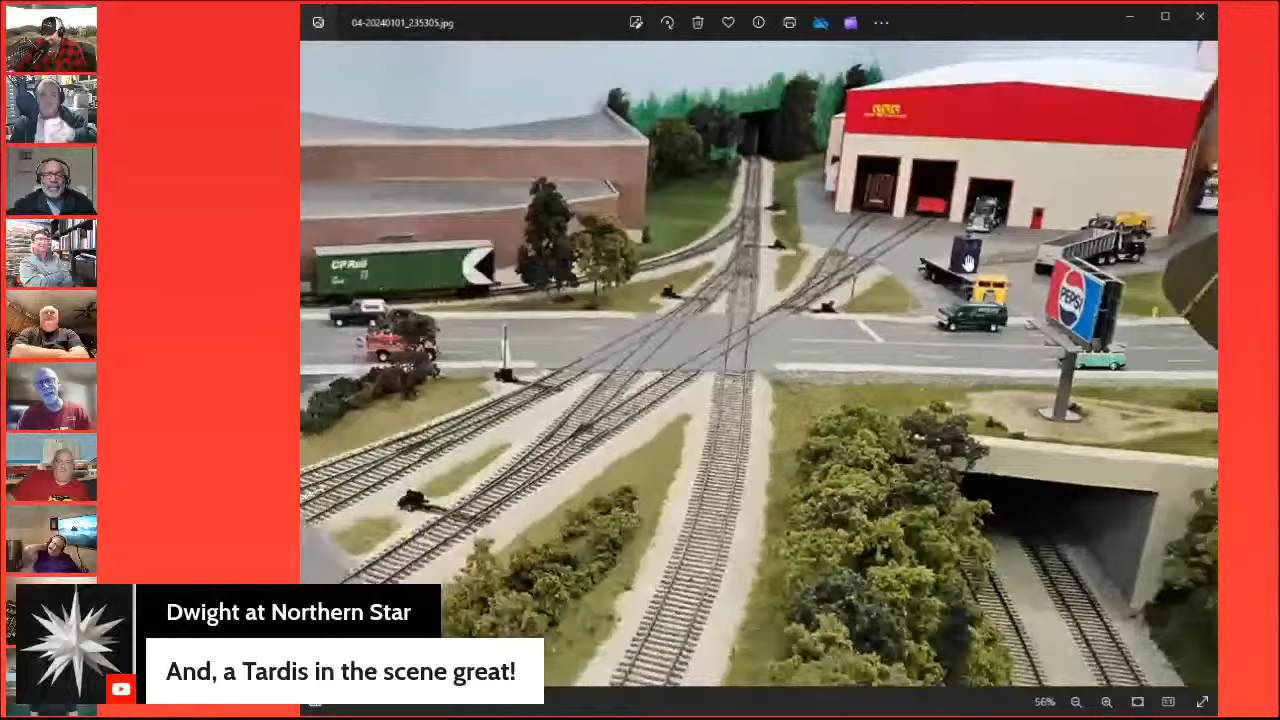 04-20240101_235305.jpg
CP Rail
PEPSI
Dwight at Northern Star
And, a Tardis in the scene great!
56%